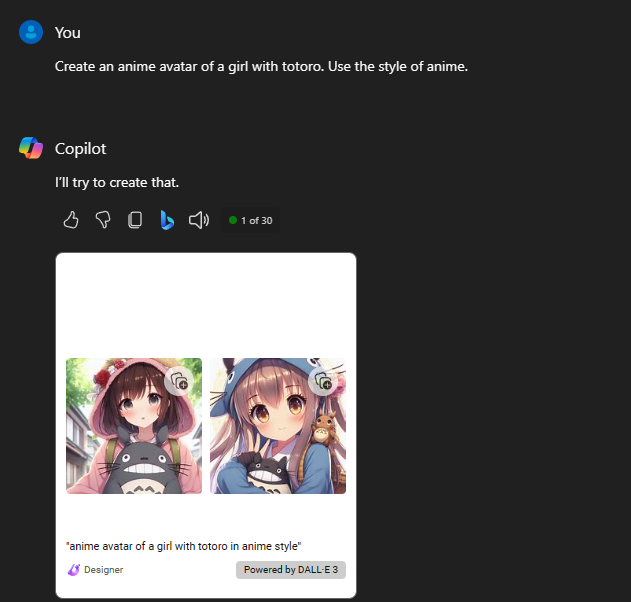 You
Create an anime avatar of a girl with totoro. Use the style of anime.
Copilot
I'll try to create that.
1 of 30
"anime avatar of a girl with totoro in anime style"
Designer
Powered by DALL·E 3